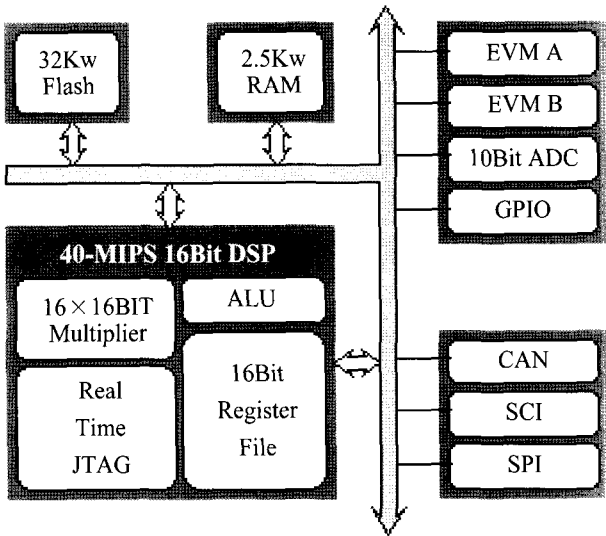 32Kw
Flash
2.5Kw
RAM
EVM A
EVM B
10Bit ADC
GPIO
40-MIPS 16Bit DSP
16×16BIT
Multiplier
ALU
Real
Time
JTAG
16Bit
Register
File
CAN
SCI
SPI